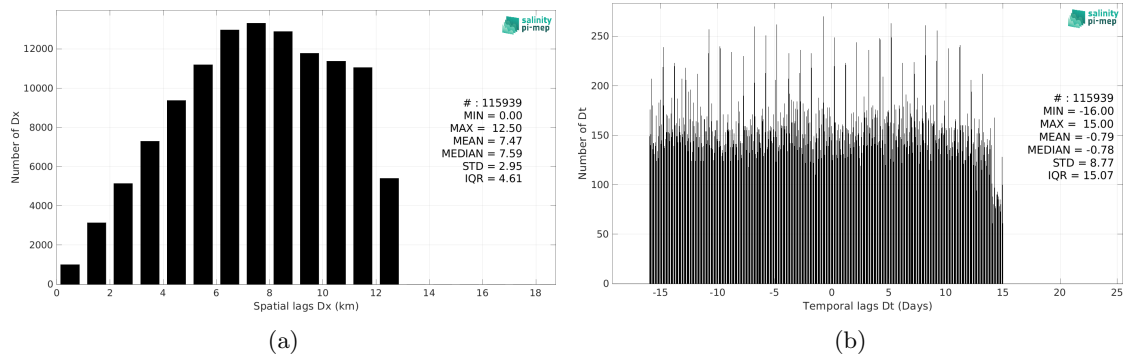 salinity
pi-mep
12000
10000
8000
6000
4000
2000
0
Number of Dx
# : 115939
MIN = 0.00
MAX = 12.50
MEAN = 7.47
MEDIAN = 7.59
STD = 2.95
IQR = 4.61
0 2 4 6 8 10 12 14 16 18
Spatial lags Dx (km)
(a)
salinity
pi-mep
250
200
150
100
50
0
Number of Dt
# : 115939
MIN = -16.00
MAX = 15.00
MEAN = -0.79
MEDIAN = -0.78
STD = 8.77
IQR = 15.07
-15 -10 -5 0 5 10 15 20 25
Temporal lags Dt (Days)
(b)